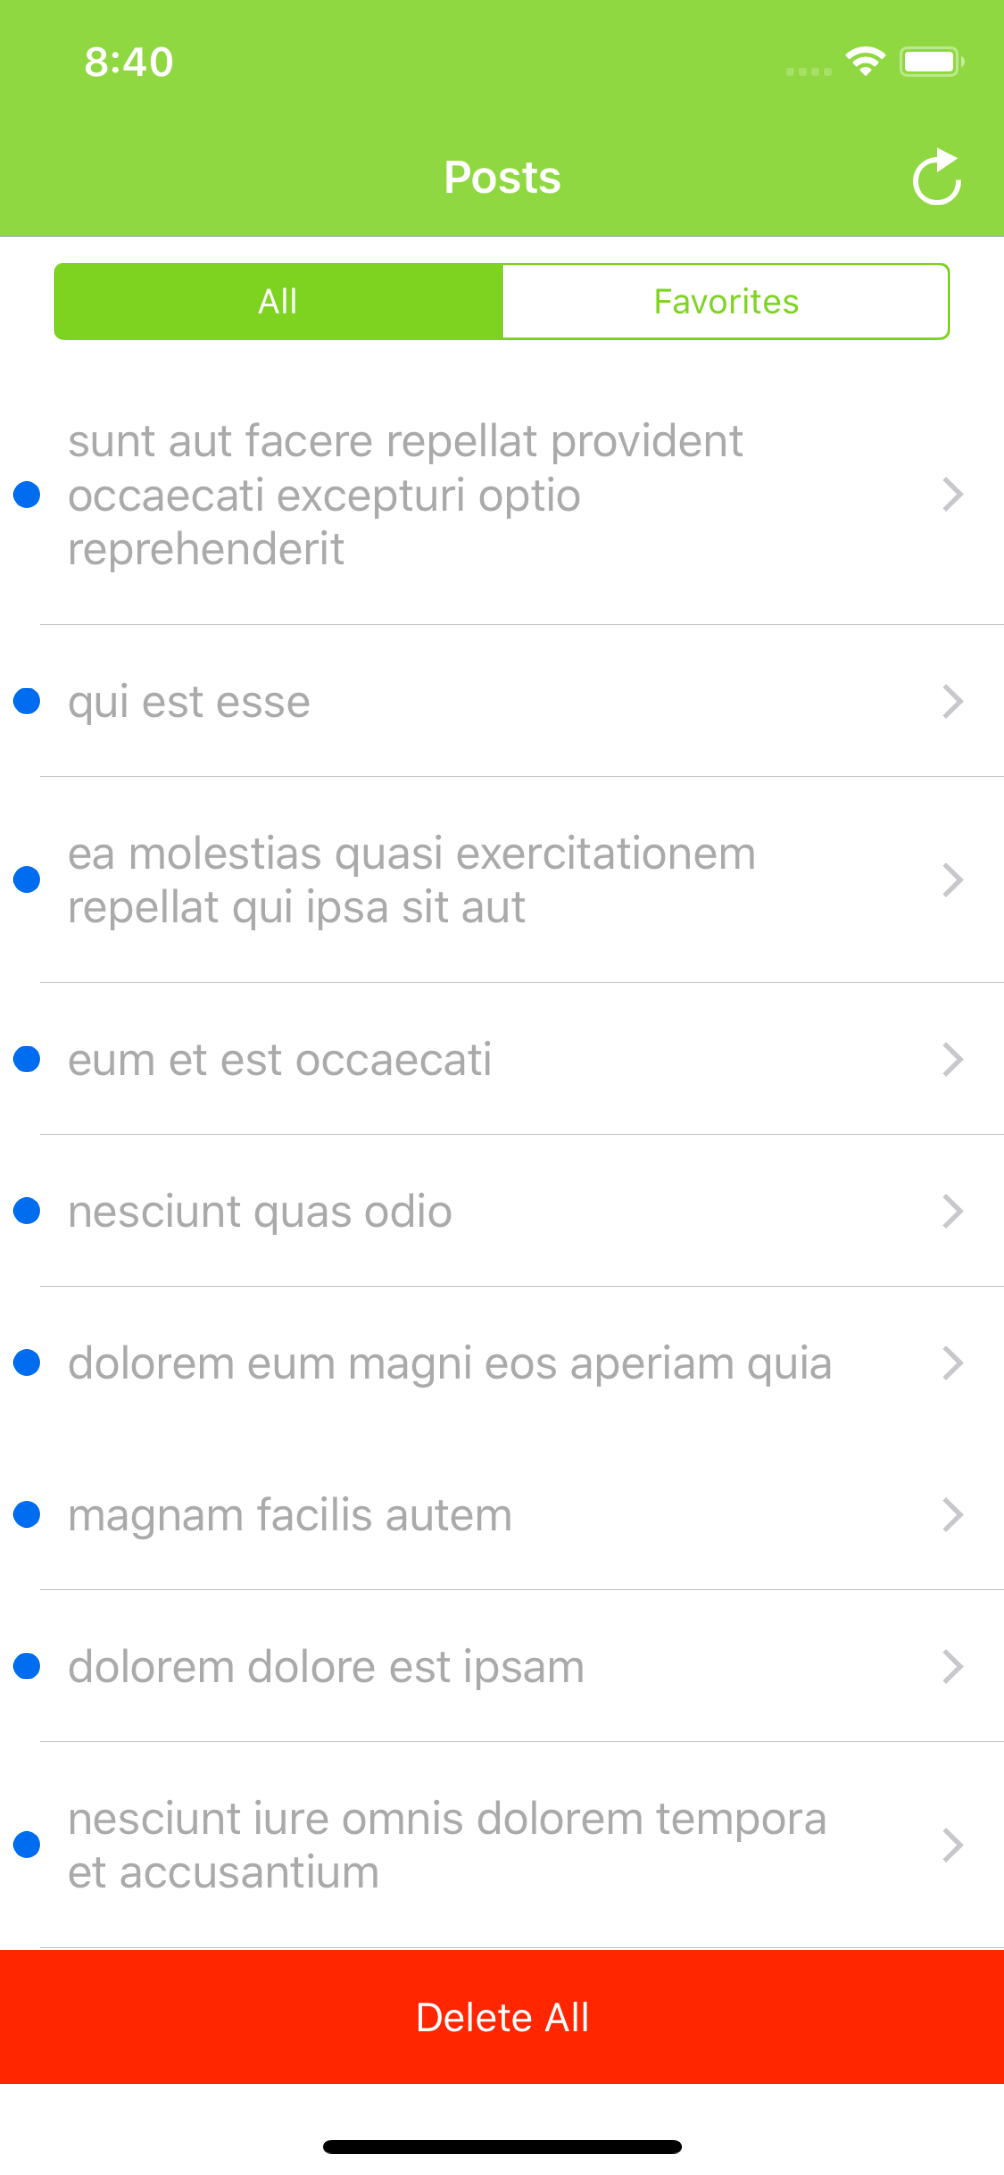 8:40
Posts
All
Favorites
sunt aut facere repellat provident
occaecati excepturi optio
reprehenderit
qui est esse
ea molestias quasi exercitationem
repellat qui ipsa sit aut
eum et est occaecati
nesciunt quas odio
dolorem eum magni eos aperiam quia
magnam facilis autem
dolorem dolore est ipsam
nesciunt iure omnis dolorem tempora
et accusantium
Delete All